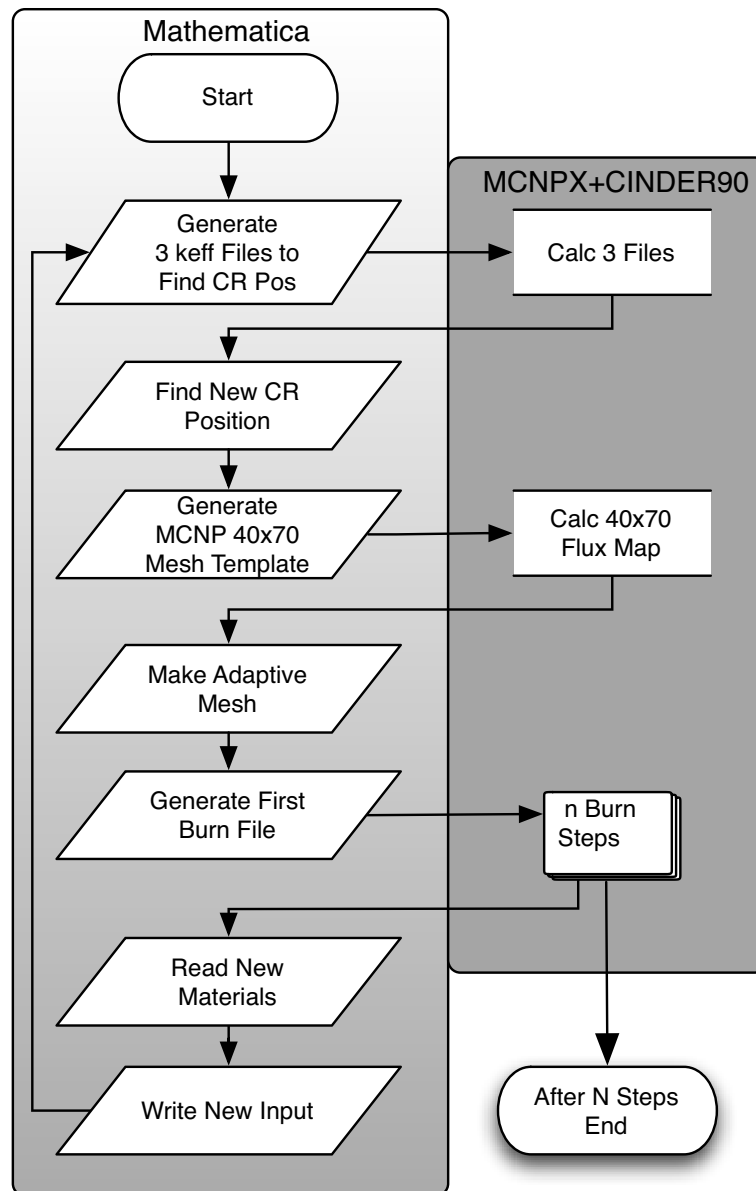 Mathematica
Start
MCNPX+CINDER90
Generate
3 keff Files to
Find CR Pos
Calc 3 Files
Find New CR
Position
Generate
MCNP 40x70
Mesh Template
Calc 40x70
Flux Map
Make Adaptive
Mesh
Generate First
Burn File
n Burn
Steps
Read New
Materials
Write New Input
After N Steps
End